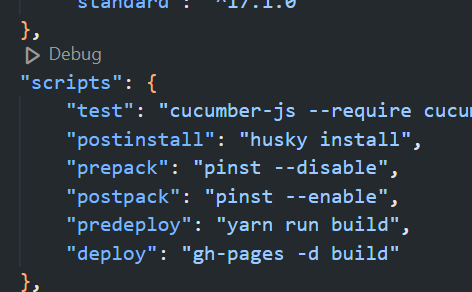 "standard": "^17.1.0"
},
Debug
"scripts": {
"test": "cucumber-js --require cucu
"postinstall": "husky install",
"prepack": "pinst --disable",
"postpack": "pinst --enable",
"predeploy": "yarn run build",
"deploy": "gh-pages -d build"
},